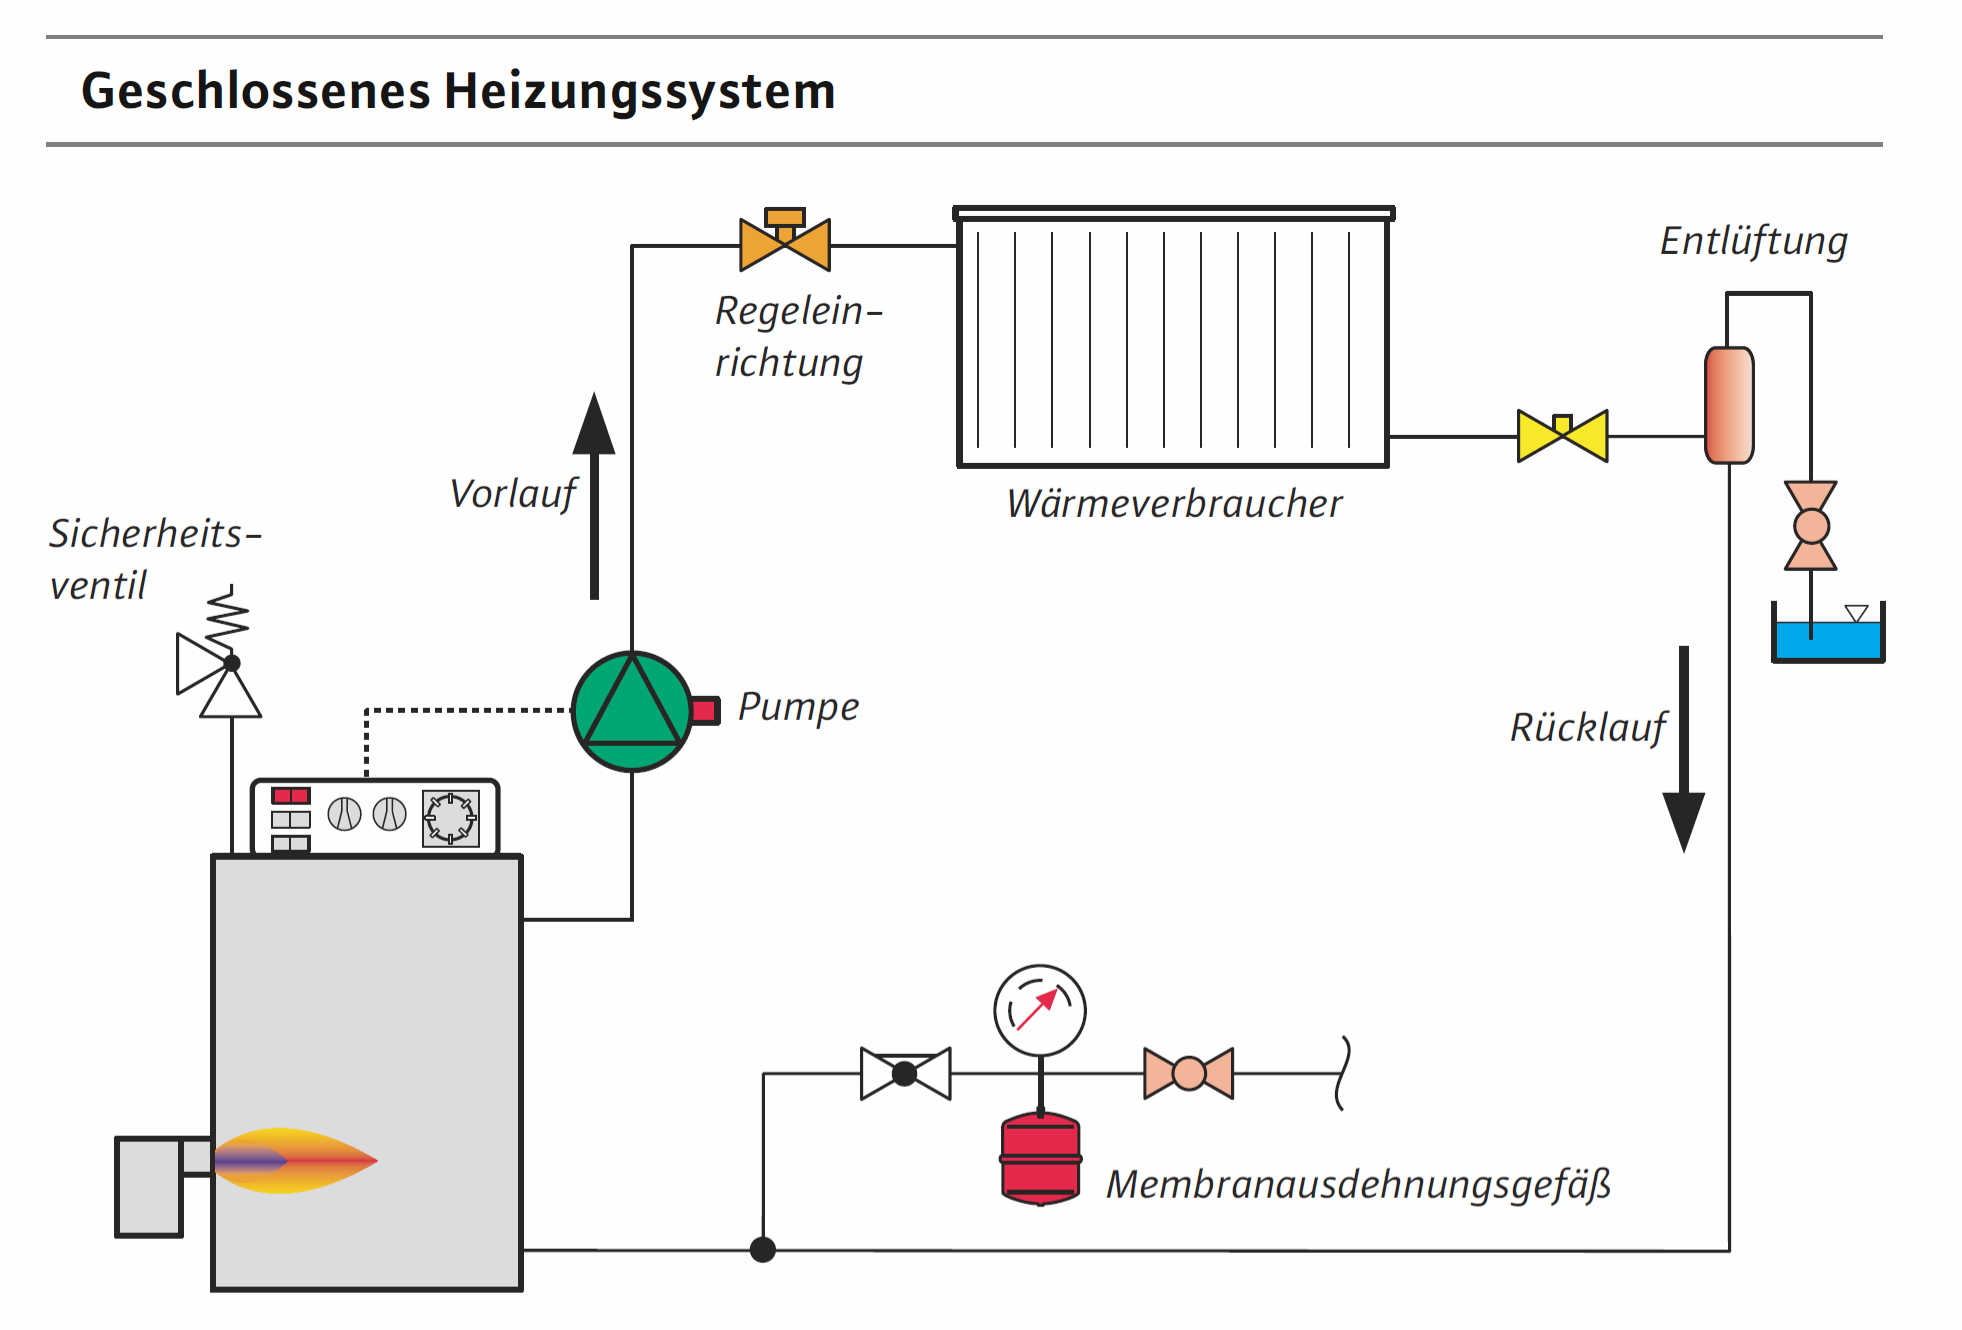 Geschlossenes Heizungssystem
Entlüftung
Regelein-
richtung
Vorlauf
Wärmeverbraucher
Sicherheits-
ventil
Pumpe
Rücklauf
Membranausdehnungsgefäß